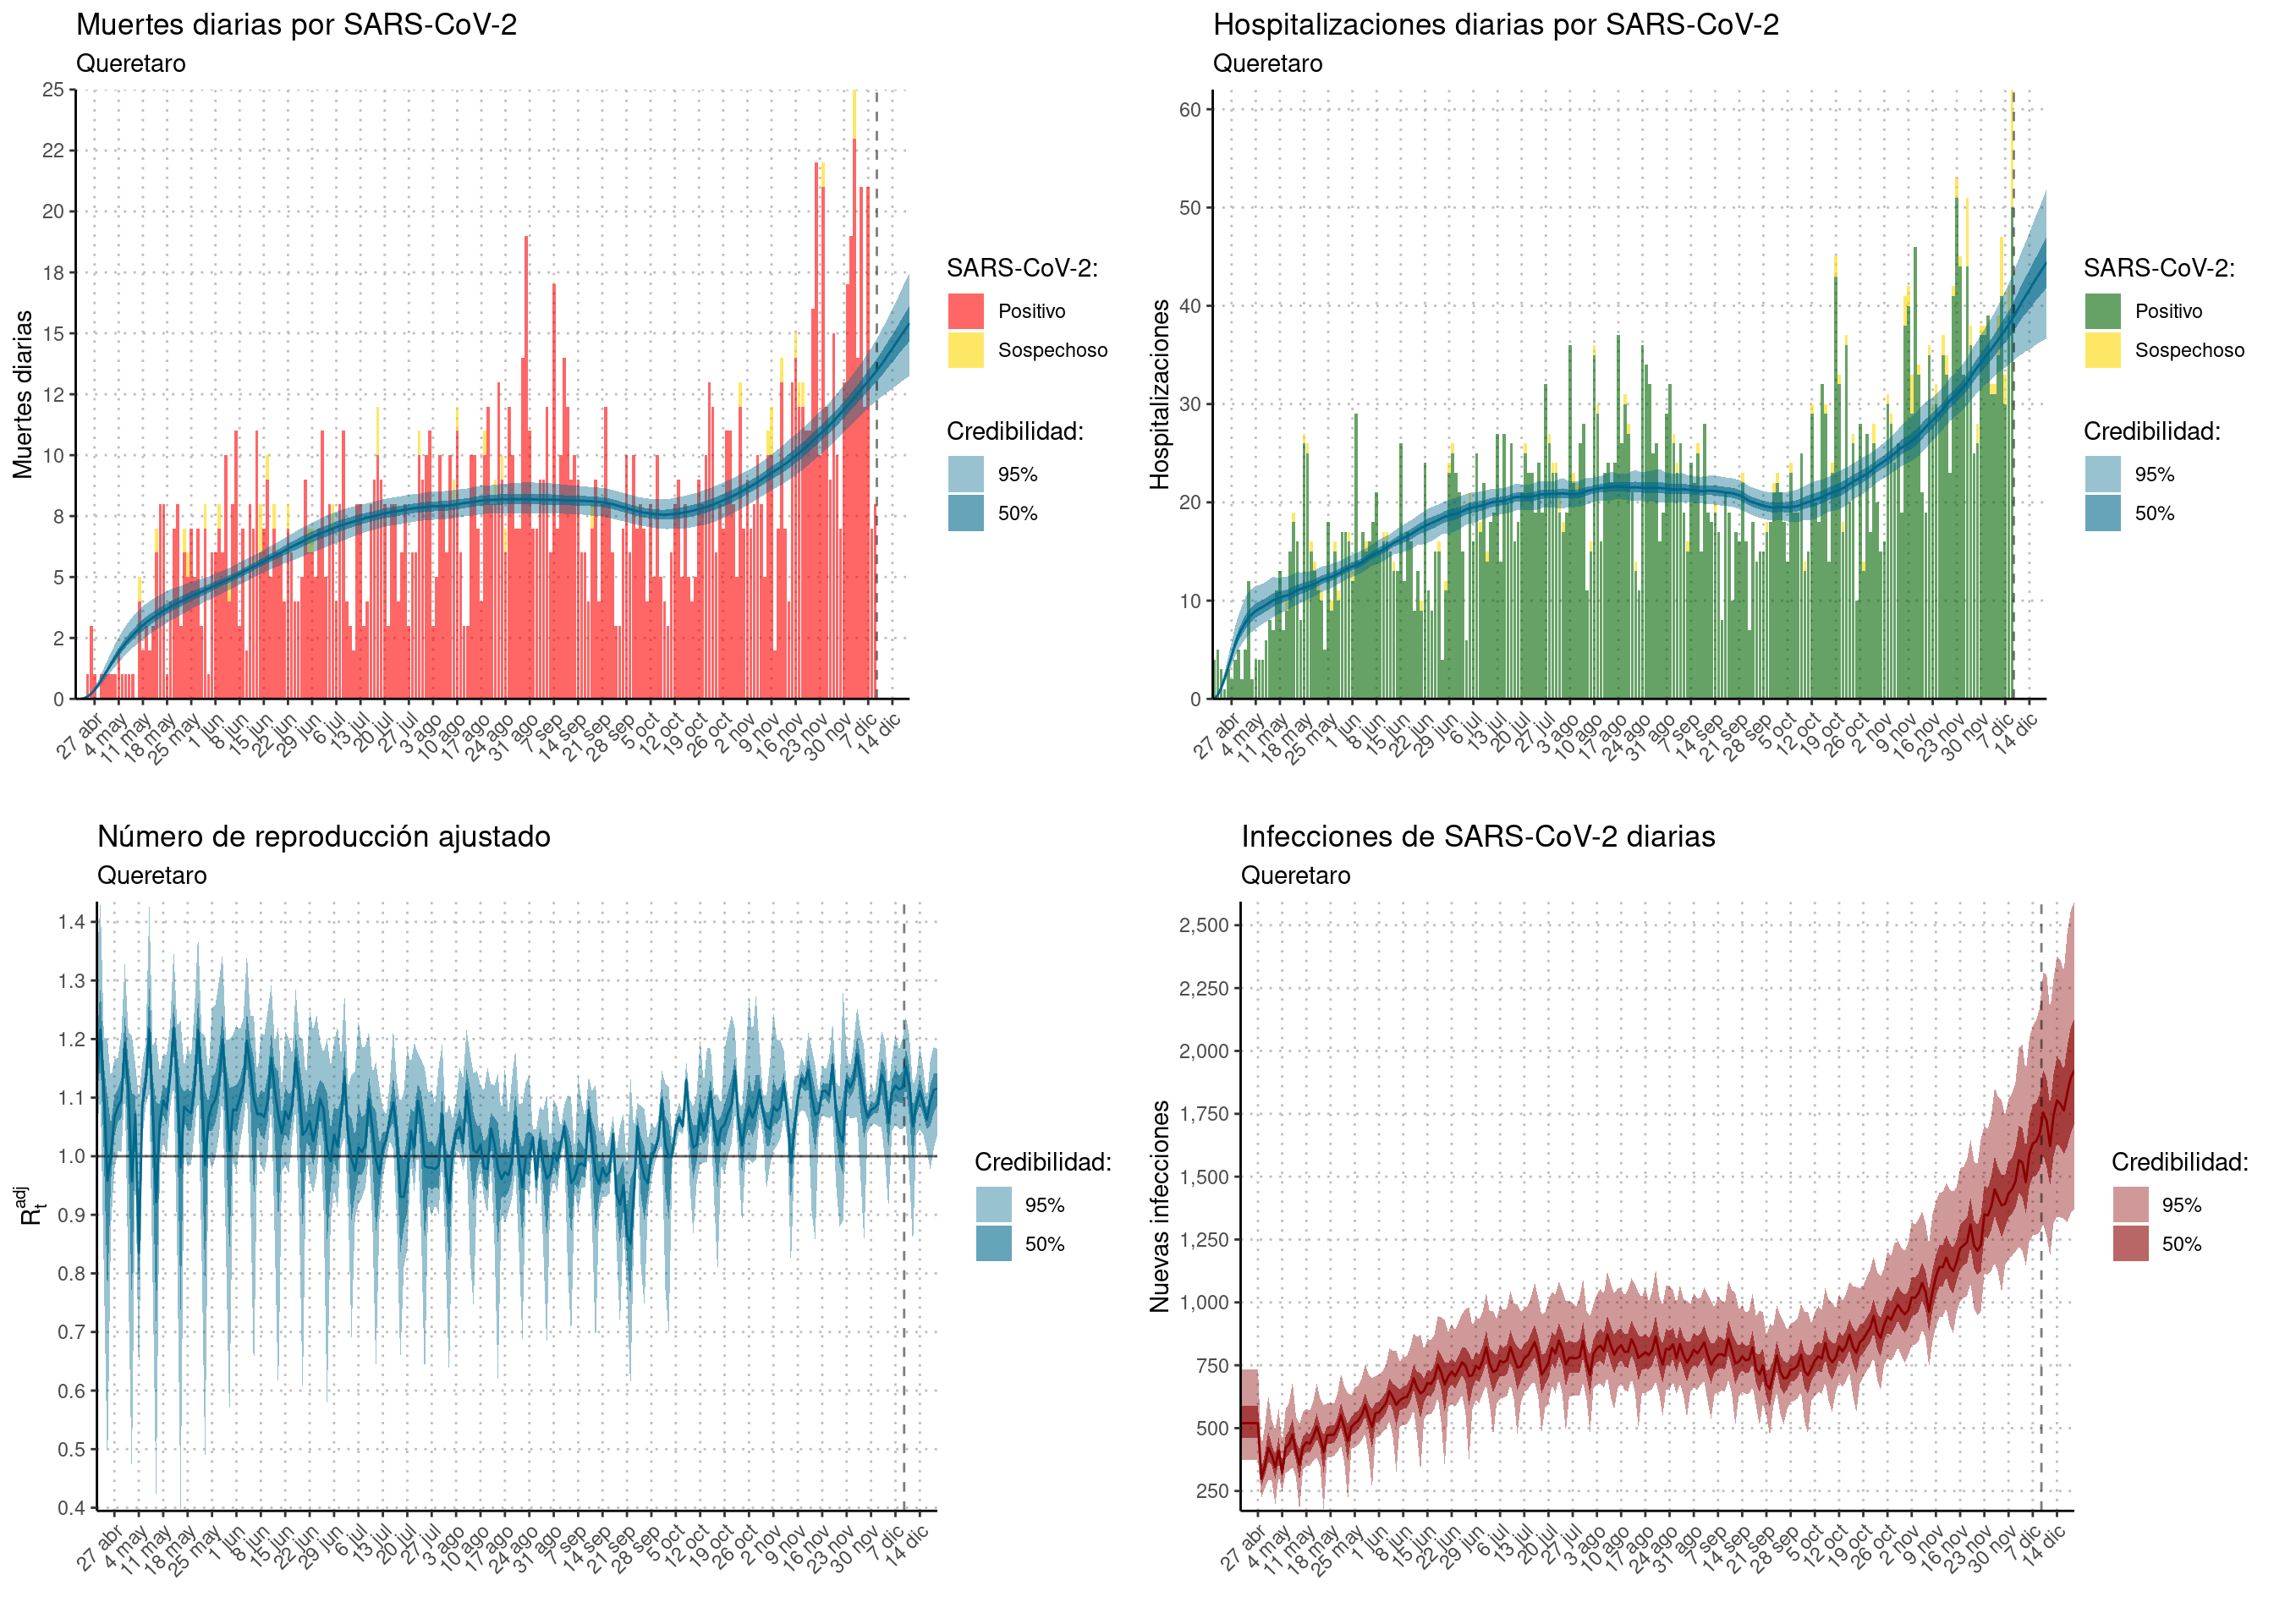 Muertes diarias por SARS-CoV-2
Queretaro
Muertes diarias
25
22
20
18
15
12
10
8
5
2
0
27 abr
4 may
11 may
18 may
25 may
1 jun
8 jun
15 jun
22 jun
29 jun
6 jul
13 jul
20 jul
27 jul
3 ago
10 ago
17 ago
24 ago
31 ago
7 sep
14 sep
21 sep
28 sep
5 oct
12 oct
19 oct
26 oct
2 nov
9 nov
16 nov
23 nov
30 nov
7 dic
14 dic
SARS-CoV-2:
Positivo
Sospechoso
Credibilidad:
95%
50%
Hospitalizaciones diarias por SARS-CoV-2
Queretaro
Hospitalizaciones
60
50
40
30
20
10
0
27 abr
4 may
11 may
18 may
25 may
1 jun
8 jun
15 jun
22 jun
29 jun
6 jul
13 jul
20 jul
27 jul
3 ago
10 ago
17 ago
24 ago
31 ago
7 sep
14 sep
21 sep
28 sep
5 oct
12 oct
19 oct
26 oct
2 nov
9 nov
16 nov
23 nov
30 nov
7 dic
14 dic
SARS-CoV-2:
Positivo
Sospechoso
Credibilidad:
95%
50%
Número de reproducción ajustado
Queretaro
R_t^adj
1.4
1.3
1.2
1.1
1.0
0.9
0.8
0.7
0.6
0.5
0.4
27 abr
4 may
11 may
18 may
25 may
1 jun
8 jun
15 jun
22 jun
29 jun
6 jul
13 jul
20 jul
27 jul
3 ago
10 ago
17 ago
24 ago
31 ago
7 sep
14 sep
21 sep
28 sep
5 oct
12 oct
19 oct
26 oct
2 nov
9 nov
16 nov
23 nov
30 nov
7 dic
14 dic
Credibilidad:
95%
50%
Infecciones de SARS-CoV-2 diarias
Queretaro
Nuevas infecciones
2,500
2,250
2,000
1,750
1,500
1,250
1,000
750
500
250
27 abr
4 may
11 may
18 may
25 may
1 jun
8 jun
15 jun
22 jun
29 jun
6 jul
13 jul
20 jul
27 jul
3 ago
10 ago
17 ago
24 ago
31 ago
7 sep
14 sep
21 sep
28 sep
5 oct
12 oct
19 oct
26 oct
2 nov
9 nov
16 nov
23 nov
30 nov
7 dic
14 dic
Credibilidad:
95%
50%